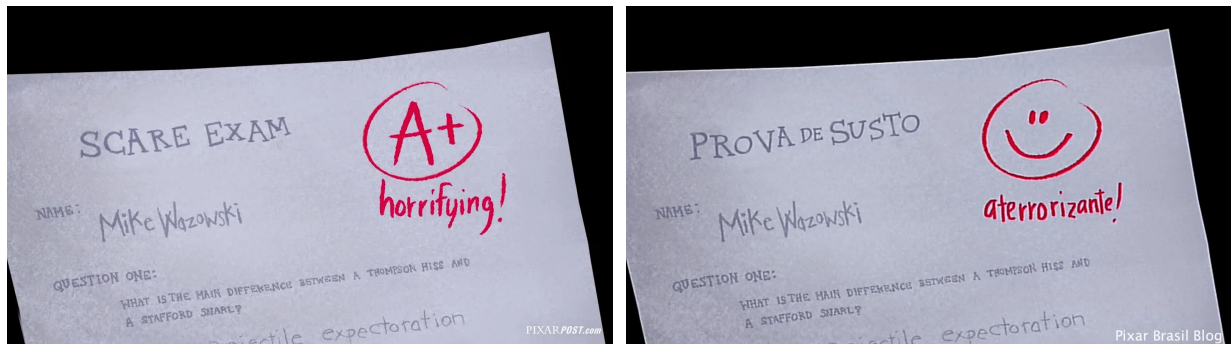 SCARE EXAM
A+
horrifying!
NAME: Mike Wazowski
QUESTION ONE:
WHAT IS THE MAIN DIFFERENCE BETWEEN A THOMPSON HISS AND
A STAFFORD SNARL?
expectoration
PIXARPOST.com
PROVA DE SUSTO
aterrorizante!
NAME: Mike Wazowski
QUESTION ONE:
WHAT IS THE MAIN DIFFERENCE BETWEEN A THOMPSON HISS AND
A STAFFORD SNARL?
expectoration
Pixar Brasil Blog